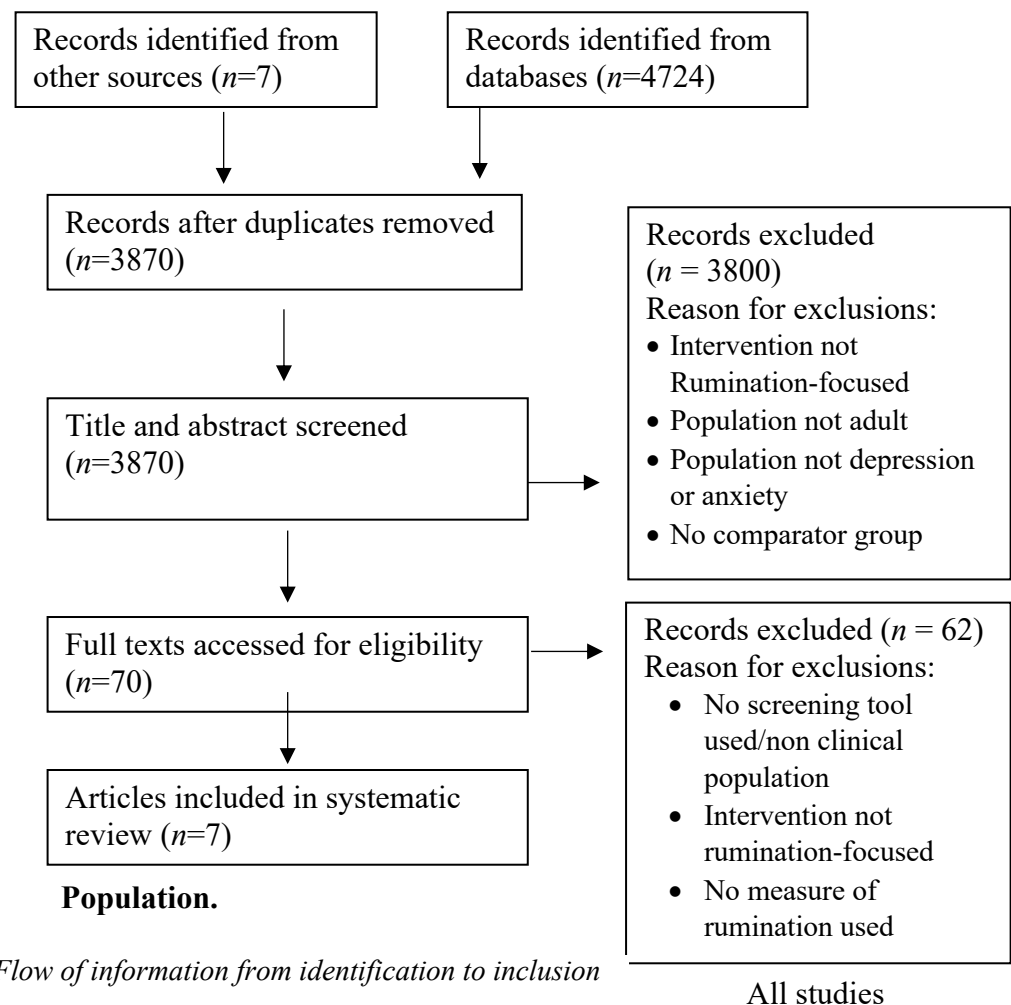 Records identified from
other sources (n=7)
Records identified from
databases (n=4724)
Records after duplicates removed
(n=3870)
Records excluded
(n = 3800)
Reason for exclusions:
• Intervention not
Rumination-focused
• Population not adult
• Population not depression
or anxiety
• No comparator group
Title and abstract screened
(n=3870)
Full texts accessed for eligibility
(n=70)
Records excluded (n = 62)
Reason for exclusions:
• No screening tool
used/non clinical
population
• Intervention not
rumination-focused
• No measure of
rumination used
Articles included in systematic
review (n=7)
Population.
Flow of information from identification to inclusion
All studies